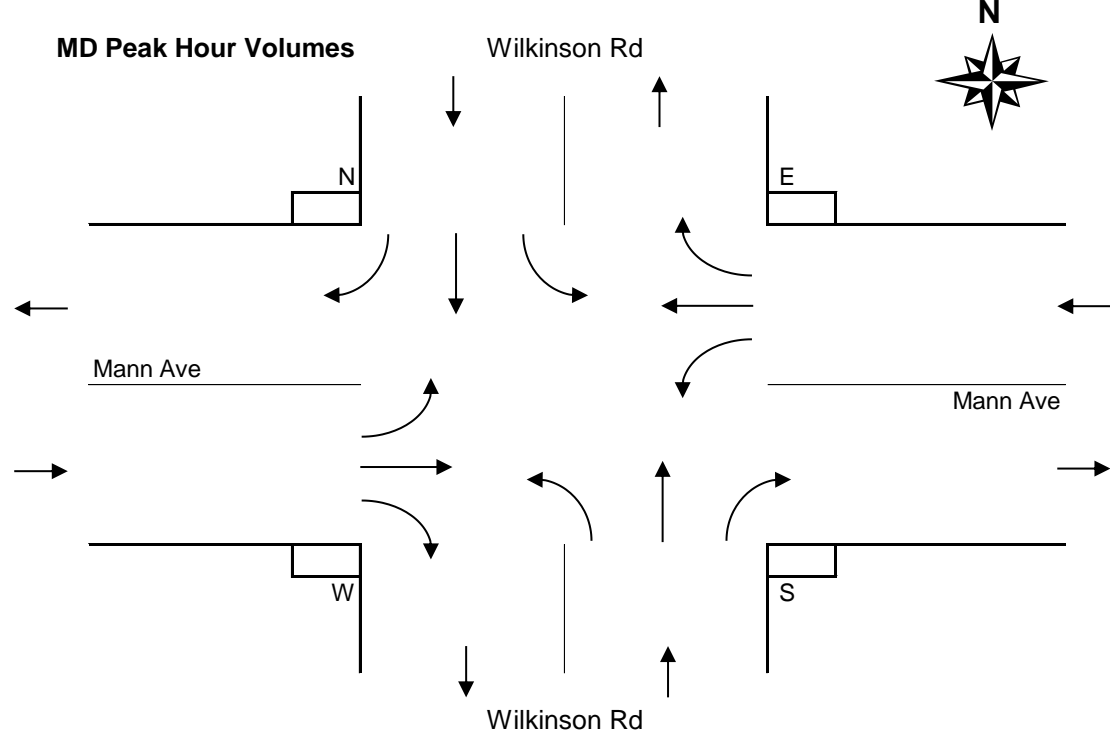 N
MD Peak Hour Volumes
Wilkinson Rd
N
E
Mann Ave
Mann Ave
W
S
Wilkinson Rd